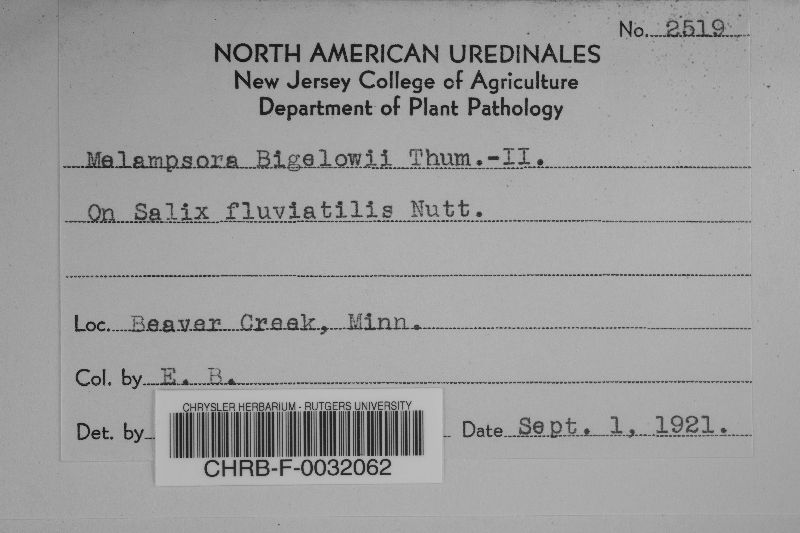 No. 2519
NORTH AMERICAN UREDINALES
New Jersey College of Agriculture
Department of Plant Pathology
Melampsora Bigelowii Thum.-II.
On Salix fluviatilis Nutt.
Loc. Beaver Creek, Minn.
Col. by E. B.
Det. by
Date Sept. 1, 1921.
CHRYSLER HERBARIUM - RUTGERS UNIVERSITY
CHRB-F-0032062